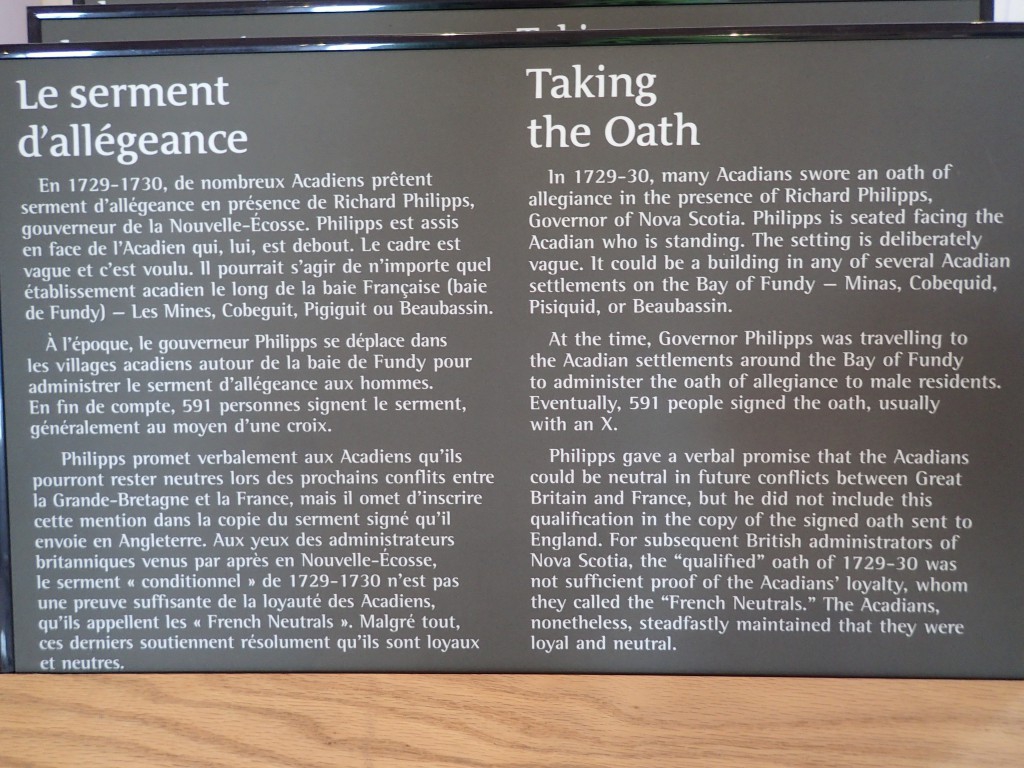 Taking
Le serment
d'allégeance
En 1729-1730, de nombreux Acadiens prêtent
serment d'allégeance en présence de Richard Philipps,
gouverneur de la Nouvelle-Écosse. Philipps est assis
en face de l'Acadien qui, lui, est debout. Le cadre est
vague et c'est voulu. Il pourrait s'agir de n'importe quel
établissement acadien le long de la baie Française (baie
de Fundy) — Les Mines, Cobeguit, Pigiguit ou Beaubassin.
À l'époque, le gouverneur Philipps se déplace dans
les villages acadiens autour de la baie de Fundy pour
administrer le serment d'allégeance aux hommes.
En fin de compte, 591 personnes signent le serment,
généralement au moyen d'une croix.
Philipps promet verbalement aux Acadiens qu'ils
pourront rester neutres lors des prochains conflits entre
la Grande-Bretagne et la France, mais il omet d'inscrire
cette mention dans la copie du serment signé qu'il
envoie en Angleterre. Aux yeux des administrateurs
britanniques venus par après en Nouvelle-Écosse,
le serment « conditionnel » de 1729-1730 n'est pas
une preuve suffisante de la loyauté des Acadiens,
qu'ils appellent les « French Neutrals ». Malgré tout,
ces derniers soutiennent résolument qu'ils sont loyaux
et neutres.
Taking
the Oath
In 1729-30, many Acadians swore an oath of
allegiance in the presence of Richard Philipps,
Governor of Nova Scotia. Philipps is seated facing the
Acadian who is standing. The setting is deliberately
vague. It could be a building in any of several Acadian
settlements on the Bay of Fundy — Minas, Cobequid,
Pisiquid, or Beaubassin.
At the time, Governor Philipps was travelling to
the Acadian settlements around the Bay of Fundy
to administer the oath of allegiance to male residents.
Eventually, 591 people signed the oath, usually
with an X.
Philipps gave a verbal promise that the Acadians
could be neutral in future conflicts between Great
Britain and France, but he did not include this
qualification in the copy of the signed oath sent to
England. For subsequent British administrators of
Nova Scotia, the "qualified" oath of 1729-30 was
not sufficient proof of the Acadians' loyalty, whom
they called the "French Neutrals." The Acadians,
nonetheless, steadfastly maintained that they were
loyal and neutral.